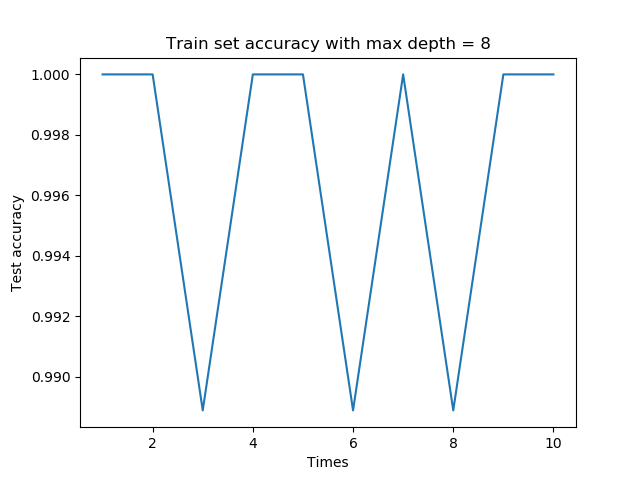 Train set accuracy with max depth = 8
1.000
0.998
0.996
0.994
0.992
0.990
Test accuracy
2 4 6 8 10
Times